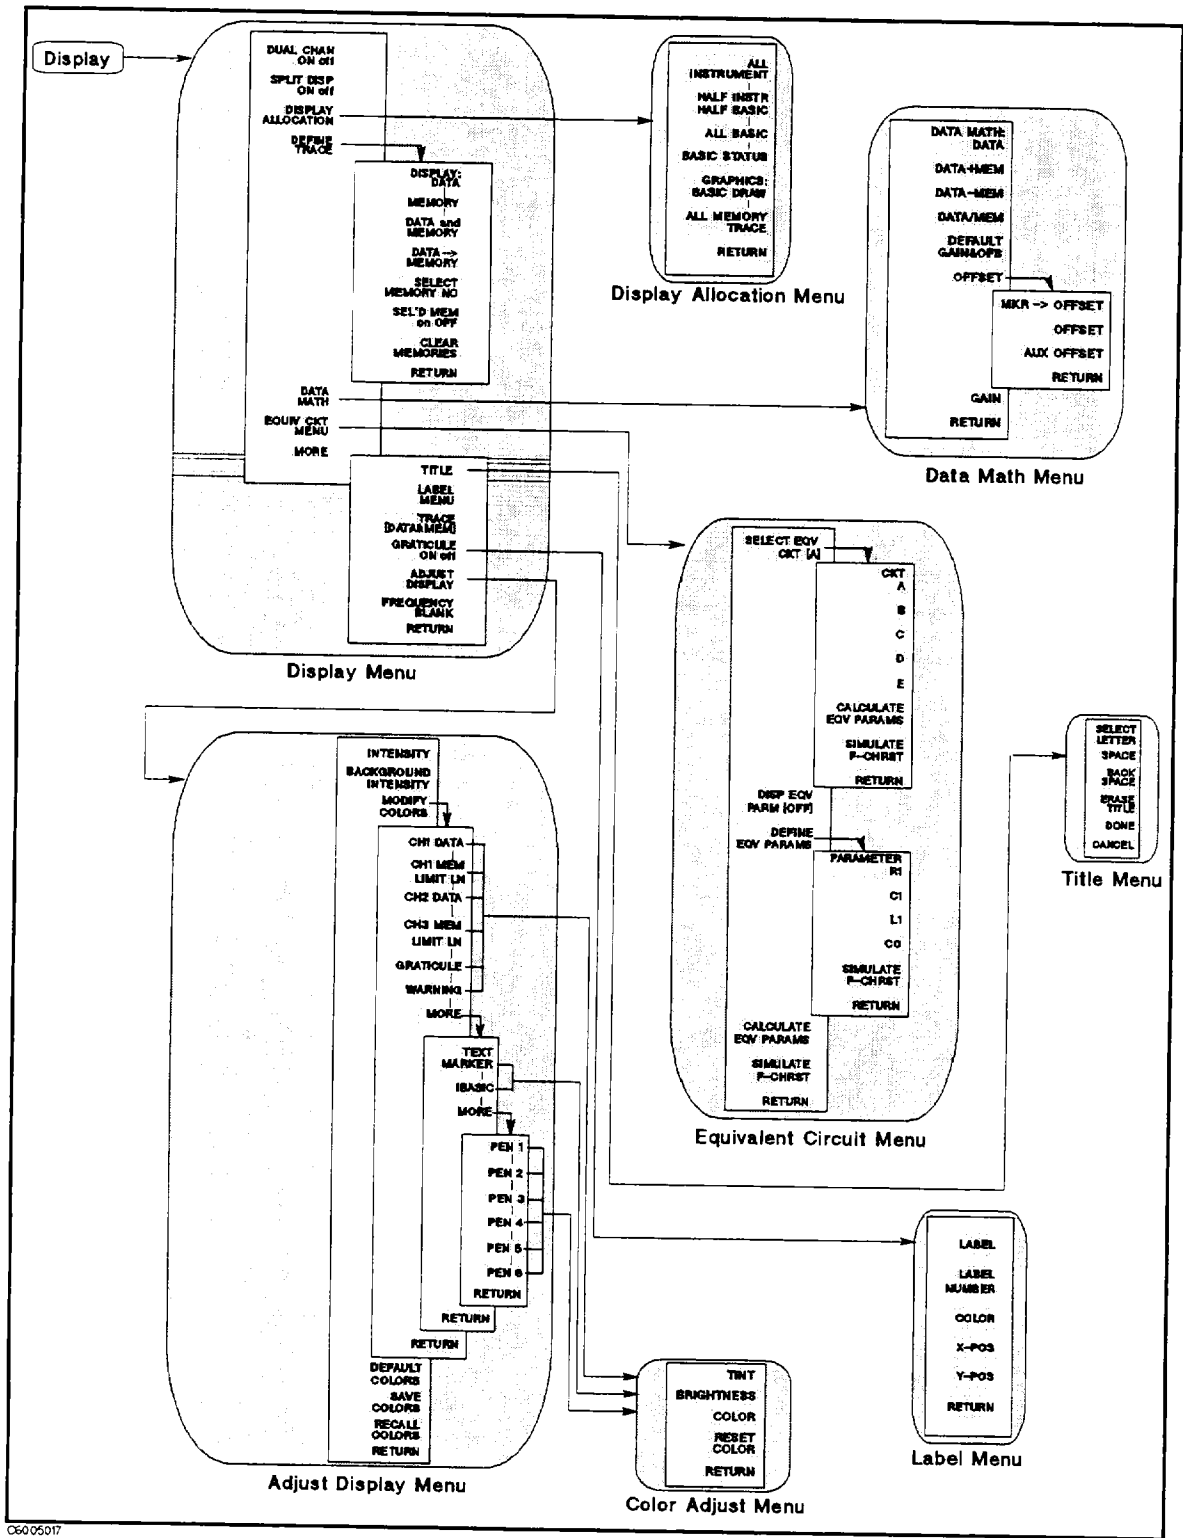 Display
DUAL CHAN
ON off
SPLIT DISP
ON off
DISPLAY
ALLOCATION
DEFINE
TRACE
DISPLAY:
DATA
MEMORY
DATA and
MEMORY
DATA-->
MEMORY
SELECT
MEMORY NO
SEL'D MEM
on OFF
CLEAR
MEMORIES
RETURN
DATA
MATH
EQUIV CKT
MENU
MORE
TITLE
LABEL
MENU
TRACE
[DATA&MEM]
GRATICULE
ON off
ADJUST
DISPLAY
FREQUENCY
BLANK
RETURN
Display Menu
ALL
INSTRUMENT
HALF INSTR
HALF BASIC
ALL BASIC
BASIC STATUS
GRAPHICS:
BASIC DRAW
ALL MEMORY
TRACE
RETURN
Display Allocation Menu
DATA MATH:
DATA
DATA+MEM
DATA-MEM
DATA/MEM
DEFAULT
GAIN&OFS
OFFSET
MKR -> OFFSET
OFFSET
AUX OFFSET
RETURN
GAIN
RETURN
Data Math Menu
SELECT EQV
CKT [A]
CKT
A
B
C
D
E
CALCULATE
EQV PARAMS
SIMULATE
F-CHRST
RETURN
DISP EQV
PARM [OFF]
DEFINE
EQV PARAMS
PARAMETER
R1
C1
L1
C0
SIMULATE
F-CHRST
RETURN
CALCULATE
EQV PARAMS
SIMULATE
F-CHRST
RETURN
Equivalent Circuit Menu
SELECT
LETTER
SPACE
BACK
SPACE
ERASE
TITLE
DONE
CANCEL
Title Menu
INTENSITY
BACKGROUND
INTENSITY
MODIFY
COLORS
CH1 DATA
CH1 MEM
LIMIT LN
CH2 DATA
CH3 MEM
LIMIT LN
GRATICULE
WARNING
MORE
TEXT
MARKER
IBASIC
MORE
PEN 1
PEN 2
PEN 3
PEN 4
PEN 5
PEN 6
RETURN
RETURN
RETURN
DEFAULT
COLORS
SAVE
COLORS
RECALL
COLORS
RETURN
Adjust Display Menu
TINT
BRIGHTNESS
COLOR
RESET
COLOR
RETURN
Color Adjust Menu
LABEL
LABEL
NUMBER
COLOR
X-POS
Y-POS
RETURN
Label Menu
C6005017